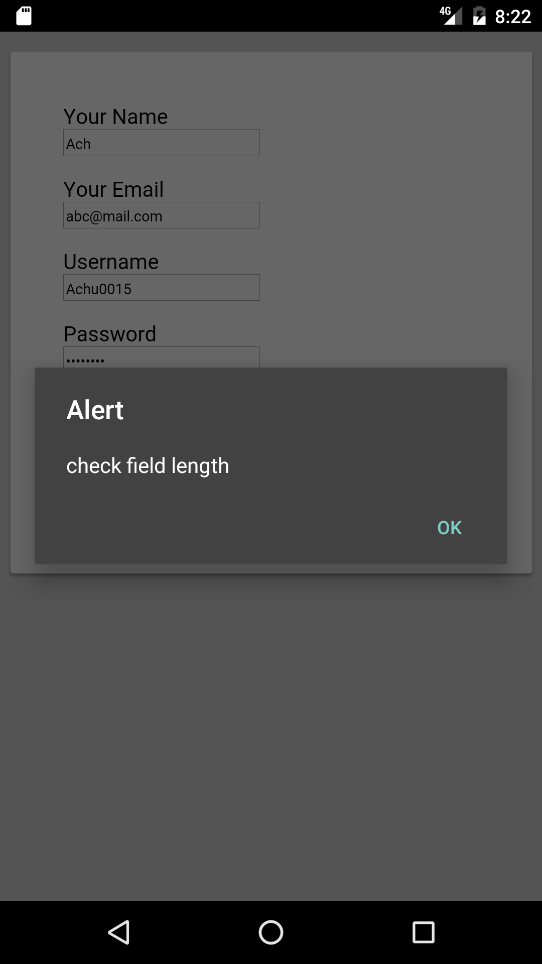 4G 8:22
Your Name
Ach
Your Email
abc@mail.com
Username
Achu0015
Password
••••••••
Alert
check field length
OK